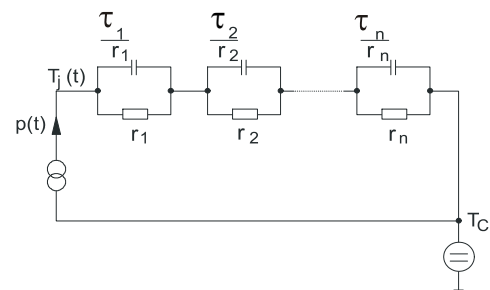 τ1 τ2 τn
r1 r2 rn
Tj (t)
p(t)
r1 r2 rn
TC